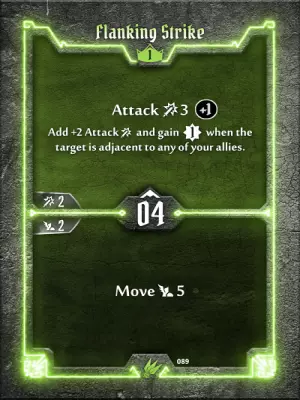 Flanking Strike
1
Attack 3 +1
Add +2 Attack and gain 1 when the
target is adjacent to any of your allies.
2
04
2
Move 5
089